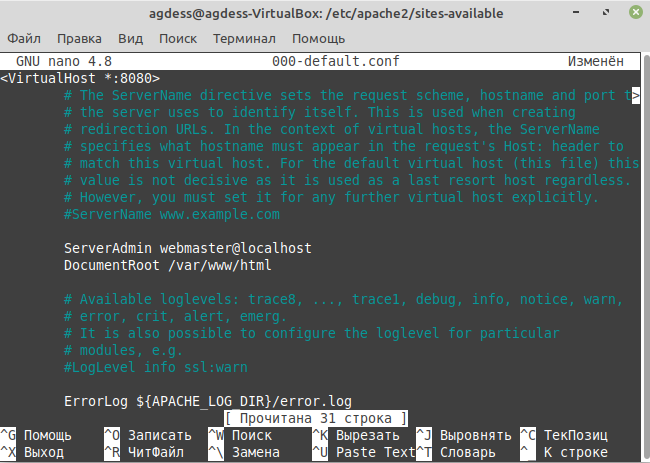 agdess@agdess-VirtualBox: /etc/apache2/sites-available
Файл Правка Вид Поиск Терминал Помощь
GNU nano 4.8 000-default.conf Изменён
<VirtualHost *:8080>
# The ServerName directive sets the request scheme, hostname and port t>
# the server uses to identify itself. This is used when creating
# redirection URLs. In the context of virtual hosts, the ServerName
# specifies what hostname must appear in the request's Host: header to
# match this virtual host. For the default virtual host (this file) this
# value is not decisive as it is used as a last resort host regardless.
# However, you must set it for any further virtual host explicitly.
#ServerName www.example.com
ServerAdmin webmaster@localhost
DocumentRoot /var/www/html
# Available loglevels: trace8, ..., trace1, debug, info, notice, warn,
# error, crit, alert, emerg.
# It is also possible to configure the loglevel for particular
# modules, e.g.
#LogLevel info ssl:warn
ErrorLog ${APACHE_LOG_DIR}/error.log
[ Прочитана 31 строка ]
^G Помощь ^O Записать ^W Поиск ^K Вырезать ^J Выровнять ^C ТекПозиц
^X Выход ^R ЧитФайл ^\ Замена ^U Paste Text ^T Словарь ^_ К строке